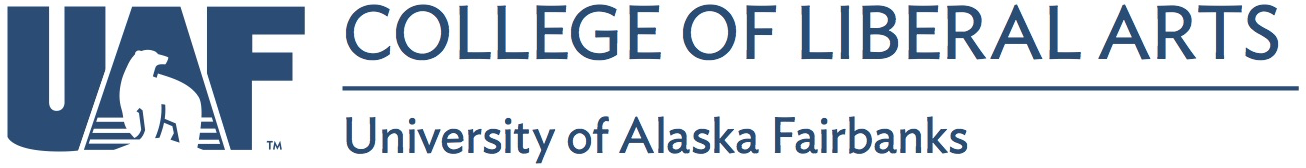 UAF
COLLEGE OF LIBERAL ARTS
University of Alaska Fairbanks
TM